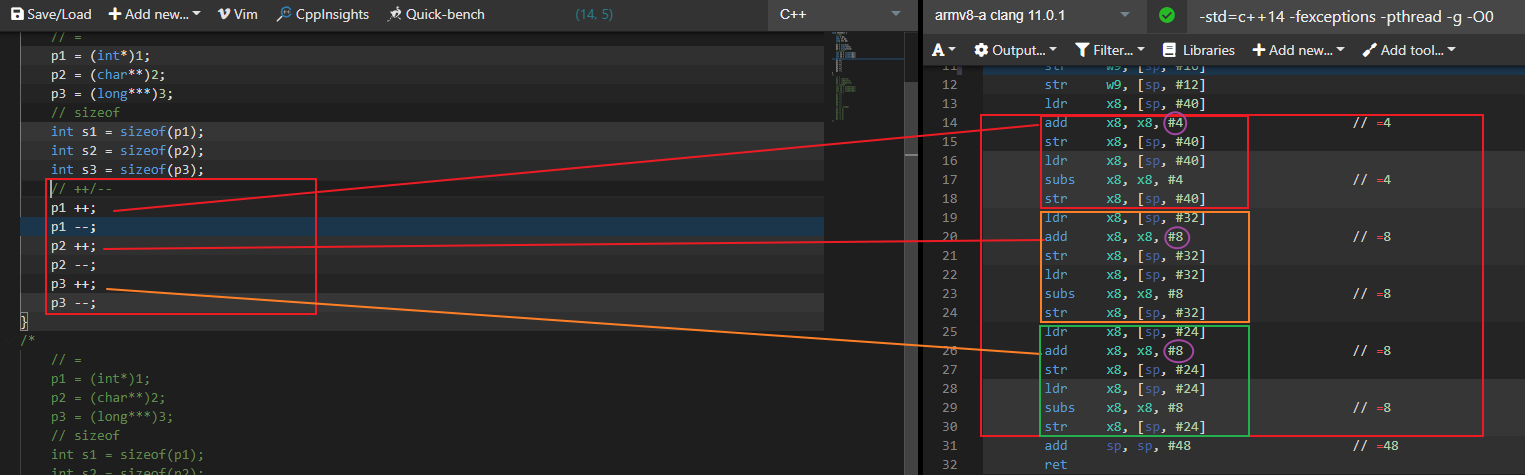 Save/Load + Add new... Vim CppInsights Quick-bench (14, 5) C++
armv8-a clang 11.0.1 -std=c++14 -fexceptions -pthread -g -O0
A Output... Filter... Libraries + Add new... Add tool...
// =
p1 = (int*)1;
p2 = (char**)2;
p3 = (long***)3;
// sizeof
int s1 = sizeof(p1);
int s2 = sizeof(p2);
int s3 = sizeof(p3);
// ++/--
p1 ++;
p1 --;
p2 ++;
p2 --;
p3 ++;
p3 --;
}
/*
// =
p1 = (int*)1;
p2 = (char**)2;
p3 = (long***)3;
// sizeof
int s1 = sizeof(p1);
int s2 = sizeof(p2);
11 str w9, [sp, #16]
12 str w9, [sp, #12]
13 ldr x8, [sp, #40]
14 add x8, x8, #4 // =4
15 str x8, [sp, #40]
16 ldr x8, [sp, #40]
17 subs x8, x8, #4 // =4
18 str x8, [sp, #40]
19 ldr x8, [sp, #32]
20 add x8, x8, #8 // =8
21 str x8, [sp, #32]
22 ldr x8, [sp, #32]
23 subs x8, x8, #8 // =8
24 str x8, [sp, #32]
25 ldr x8, [sp, #24]
26 add x8, x8, #8 // =8
27 str x8, [sp, #24]
28 ldr x8, [sp, #24]
29 subs x8, x8, #8 // =8
30 str x8, [sp, #24]
31 add sp, sp, #48 // =48
32 ret